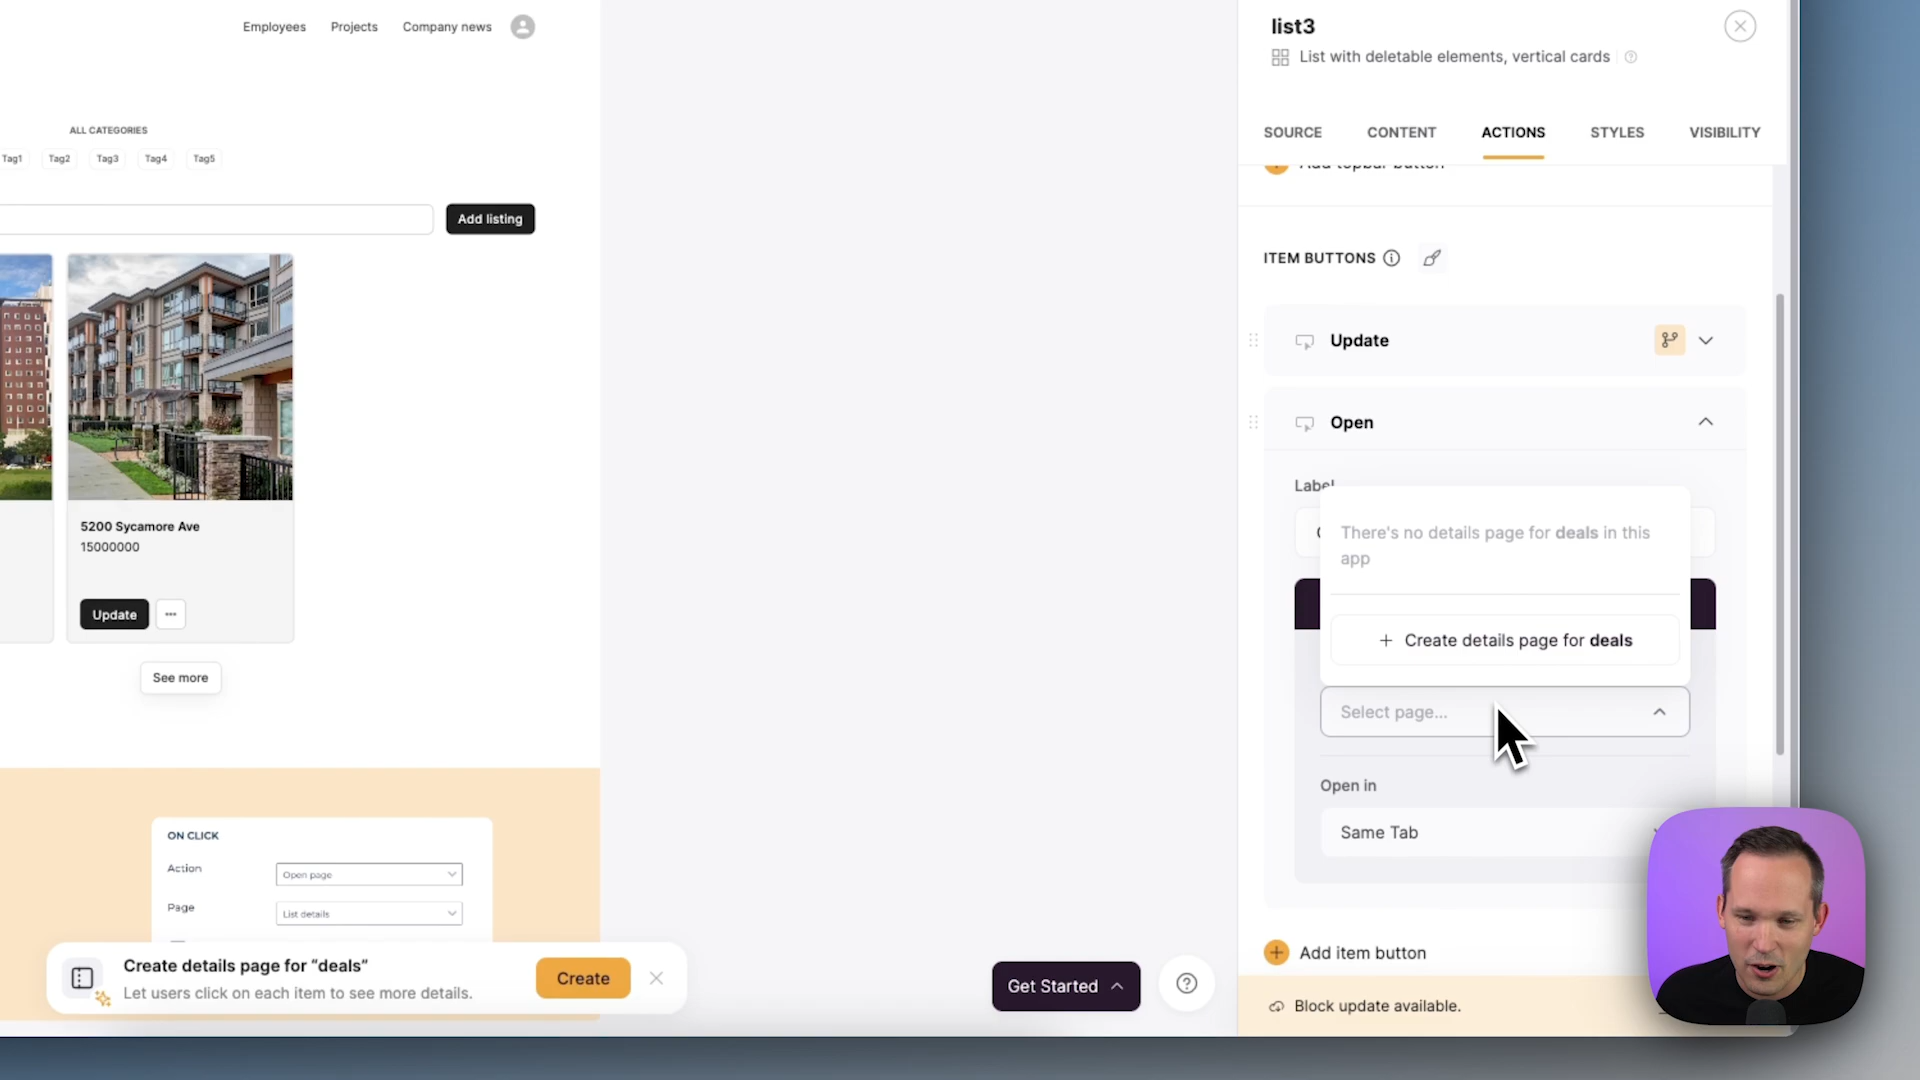 Employees
Projects
Company news
ALL CATEGORIES
Tag1
Tag2
Tag3
Tag4
Tag5
Add listing
5200 Sycamore Ave
15000000
Update
See more
ON CLICK
Action
Open page
Page
List details
Create details page for “deals”
Let users click on each item to see more details.
Create
Get Started
list3
List with deletable elements, vertical cards
SOURCE
CONTENT
ACTIONS
STYLES
VISIBILITY
Add topbar button
ITEM BUTTONS
Update
Open
Label
There's no details page for deals in this
app
+ Create details page for deals
Select page...
Open in
Same Tab
Add item button
Block update available.